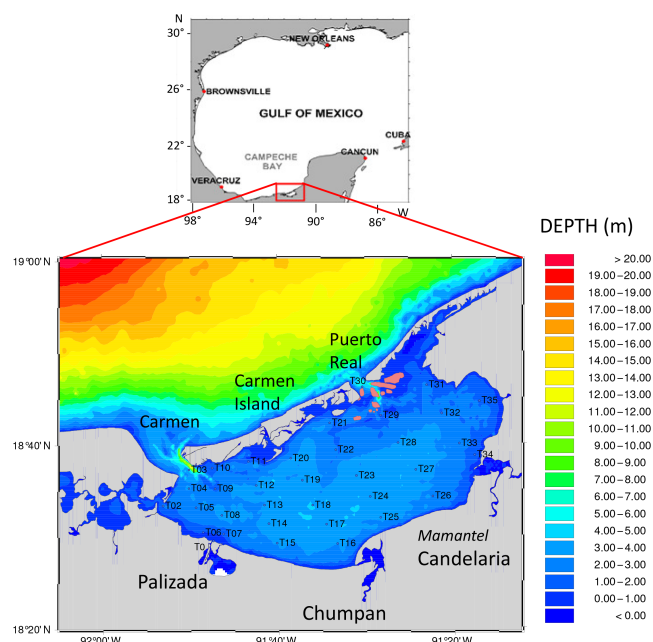 N
30°
NEW ORLEANS
26°
BROWNSVILLE
GULF OF MEXICO
22°
CUBA
CAMPECHE
BAY
CANCUN
VERACRUZ
18°
98°
94°
90°
86°
W
DEPTH (m)
19°00'N
> 20.00
19.00–20.00
18.00–19.00
17.00–18.00
16.00–17.00
15.00–16.00
14.00–15.00
13.00–14.00
12.00–13.00
11.00–12.00
10.00–11.00
9.00–10.00
8.00–9.00
7.00–8.00
6.00–7.00
5.00–6.00
4.00–5.00
3.00–4.00
2.00–3.00
1.00–2.00
0.00–1.00
< 0.00
Puerto
Real
Carmen
Island
Carmen
T30
T31
T35
T29
T32
T21
18°40'N
T28
T33
T22
T34
T20
T11
T10
T03
T27
T23
T19
T12
T09
T04
T26
T24
T18
T13
T05
T02
T25
T08
T17
T14
T06
T07
T0
T16
T15
Mamantel
Candelaria
Palizada
Chumpan
18°20'N
92°00'W
91°40'W
91°20'W